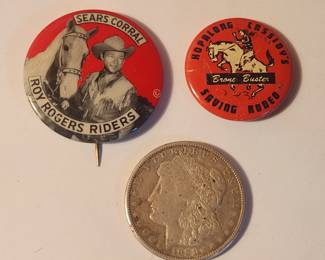 SEARS CORRAL
ROY ROGERS RIDERS
©
HOPALONG CASSIDY'S
Bronc Buster
SAVING RODEO